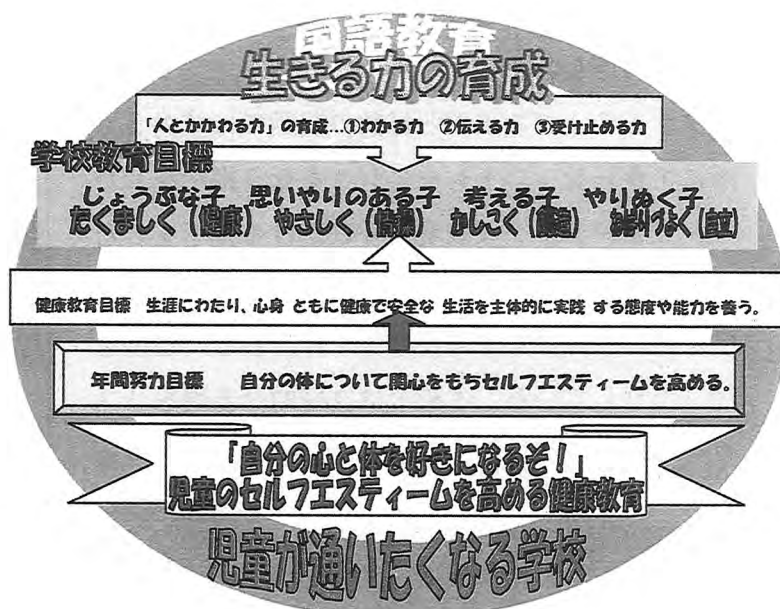 国語教育
生きる力の育成
「人とかかわる力」の育成…①わかる力 ②伝える力 ③受け止める力
学校教育目標
じょうぶな子 思いやりのある子 考える子 やりぬく子
たくましく(健康) やさしく(情操) かしこく(創造) ねばりづよく(自立)
健康教育目標 生涯にわたり、心身 ともに健康で安全な 生活を主体的に実践 する態度や能力を養う。
年間努力目標 自分の体について関心をもちセルフエスティームを高める。
「自分の心と体を好きになるぞ!」
児童のセルフエスティームを高める健康教育
児童が通いたくなる学校